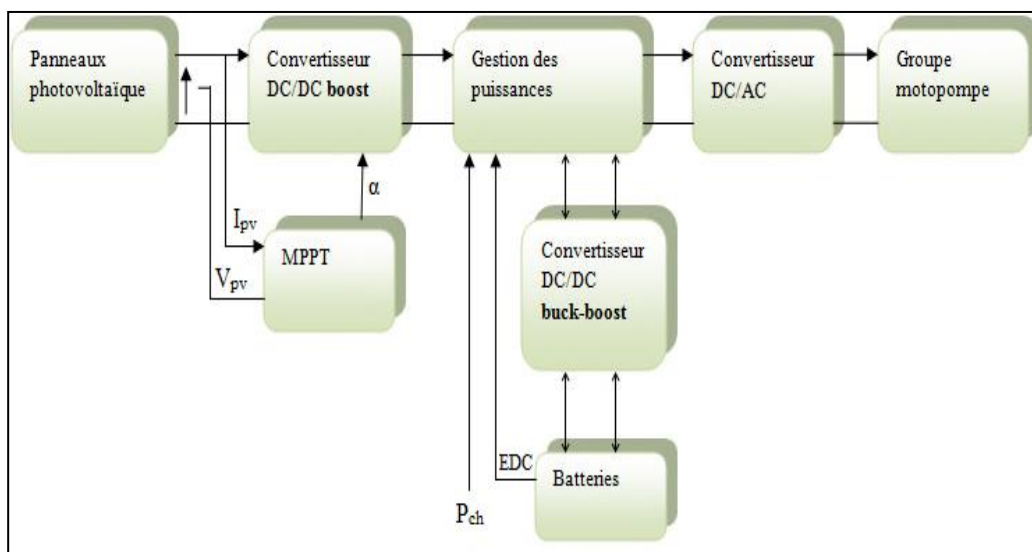 Panneaux
photovoltaïque
Convertisseur
DC/DC boost
Gestion des
puissances
Convertisseur
DC/AC
Groupe
motopompe
α
Ipv
MPPT
Vpv
Convertisseur
DC/DC
buck-boost
EDC
Batteries
Pch